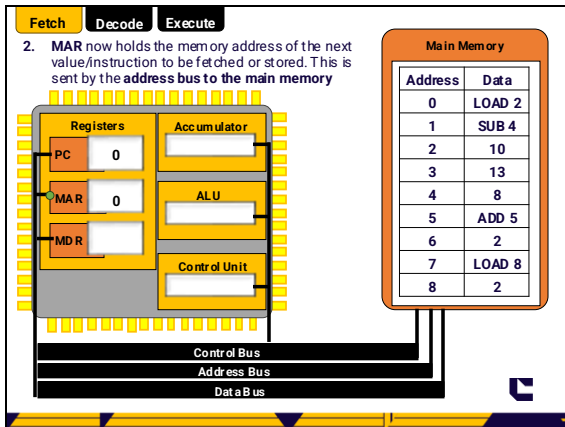 Fetch Decode Execute
2. MAR now holds the memory address of the next
value/instruction to be fetched or stored. This is
sent by the address bus to the main memory
Registers
PC 0
MAR 0
MDR
Accumulator
ALU
Control Unit
Main Memory
Address Data
0 LOAD 2
1 SUB 4
2 10
3 13
4 8
5 ADD 5
6 2
7 LOAD 8
8 2
Control Bus
Address Bus
Data Bus